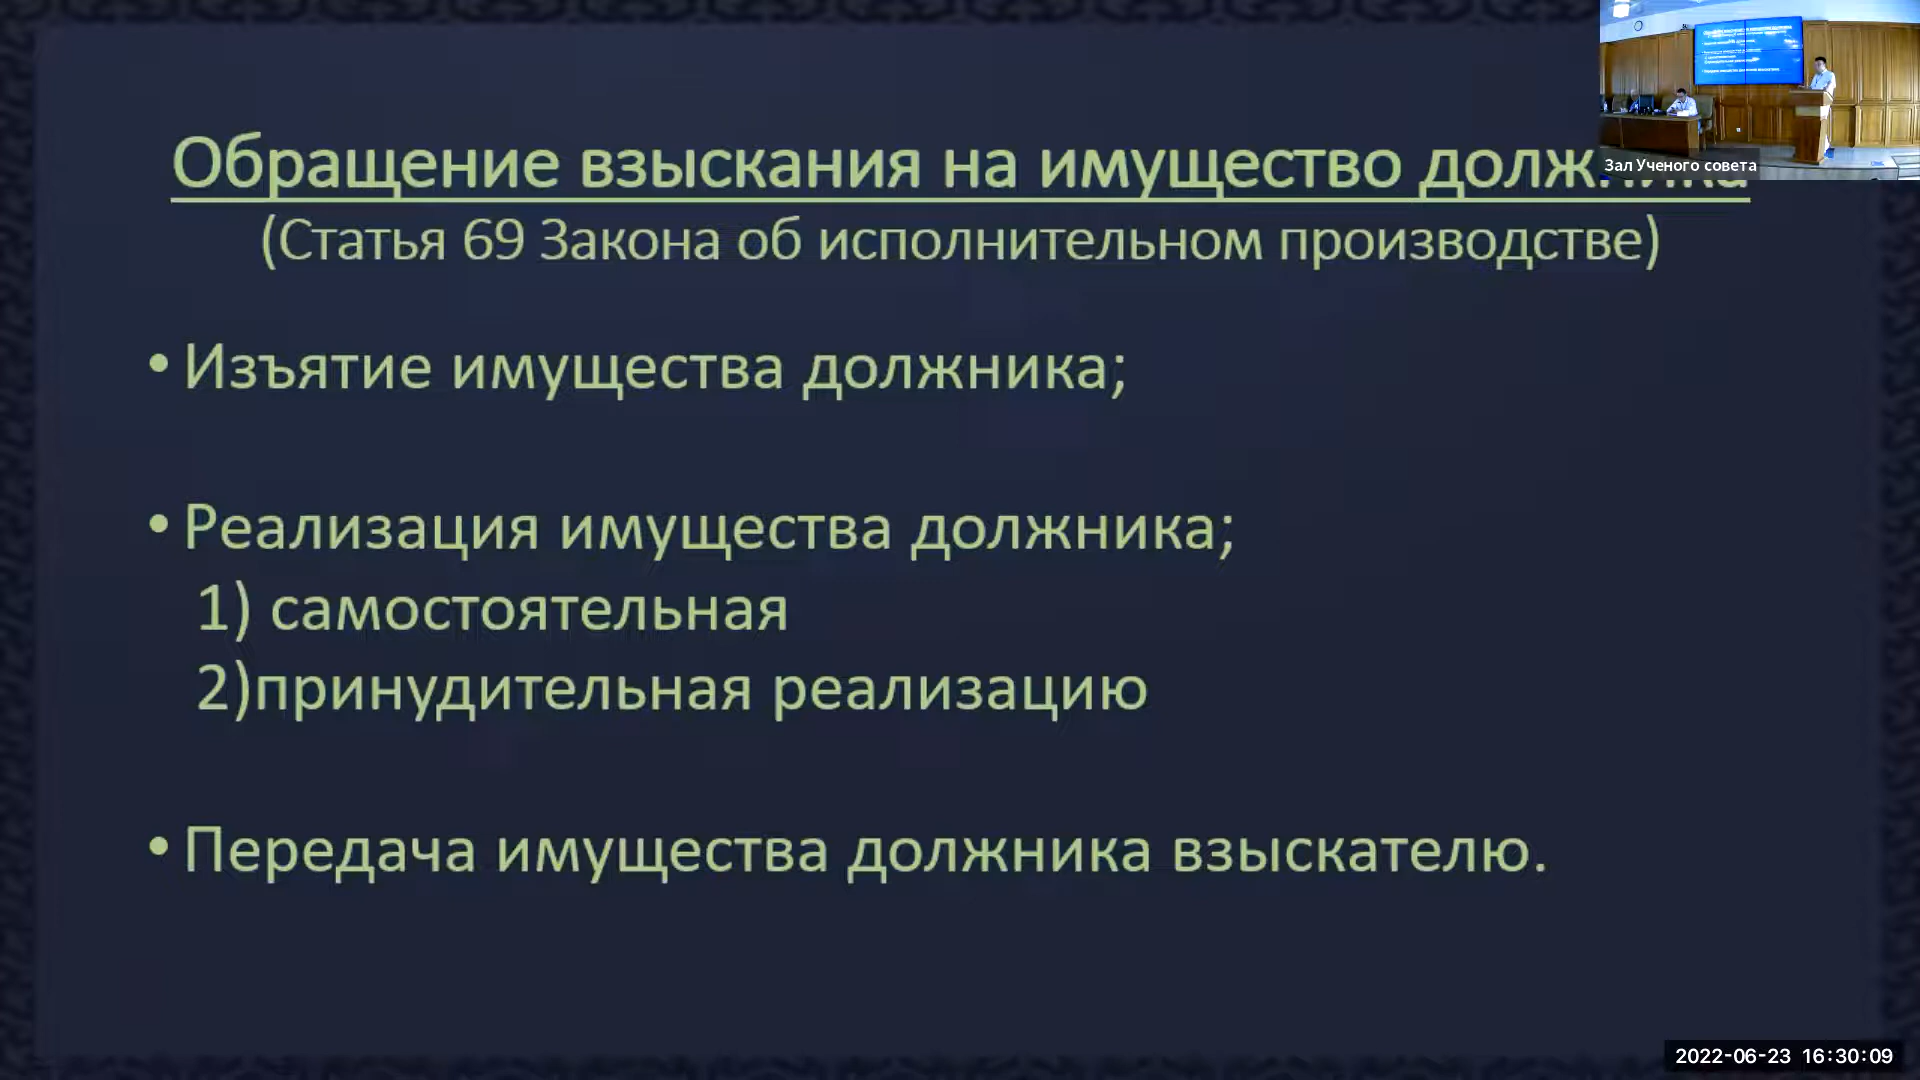 Обращение взыскания на имущество должника
(Статья 69 Закона об исполнительном производстве)
• Изъятие имущества должника;
• Реализация имущества должника;
1) самостоятельная
2)принудительная реализацию
• Передача имущества должника взыскателю.
Зал Ученого совета
2022-06-23 16:30:09